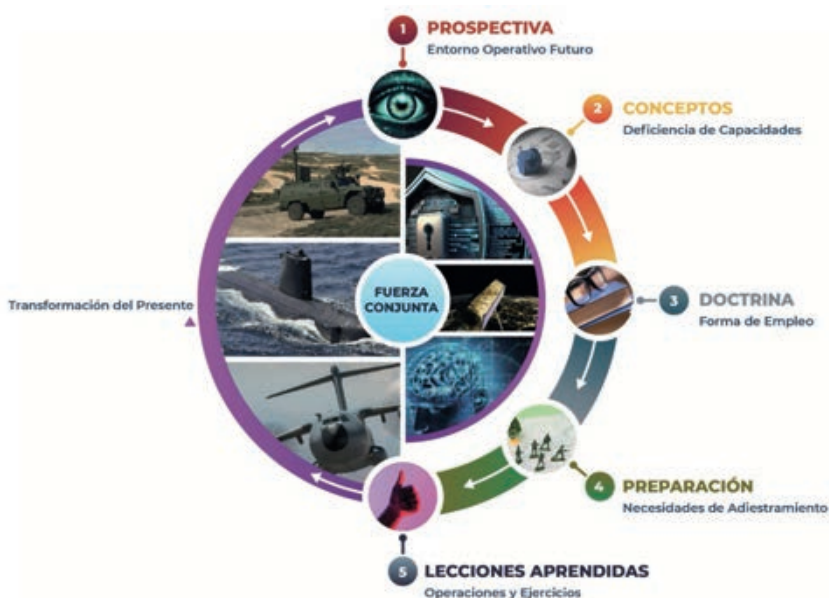 1 PROSPECTIVA
Entorno Operativo Futuro
2 CONCEPTOS
Deficiencia de Capacidades
FUERZA
CONJUNTA
Transformación del Presente
3 DOCTRINA
Forma de Empleo
4 PREPARACIÓN
Necesidades de Adiestramiento
5 LECCIONES APRENDIDAS
Operaciones y Ejercicios